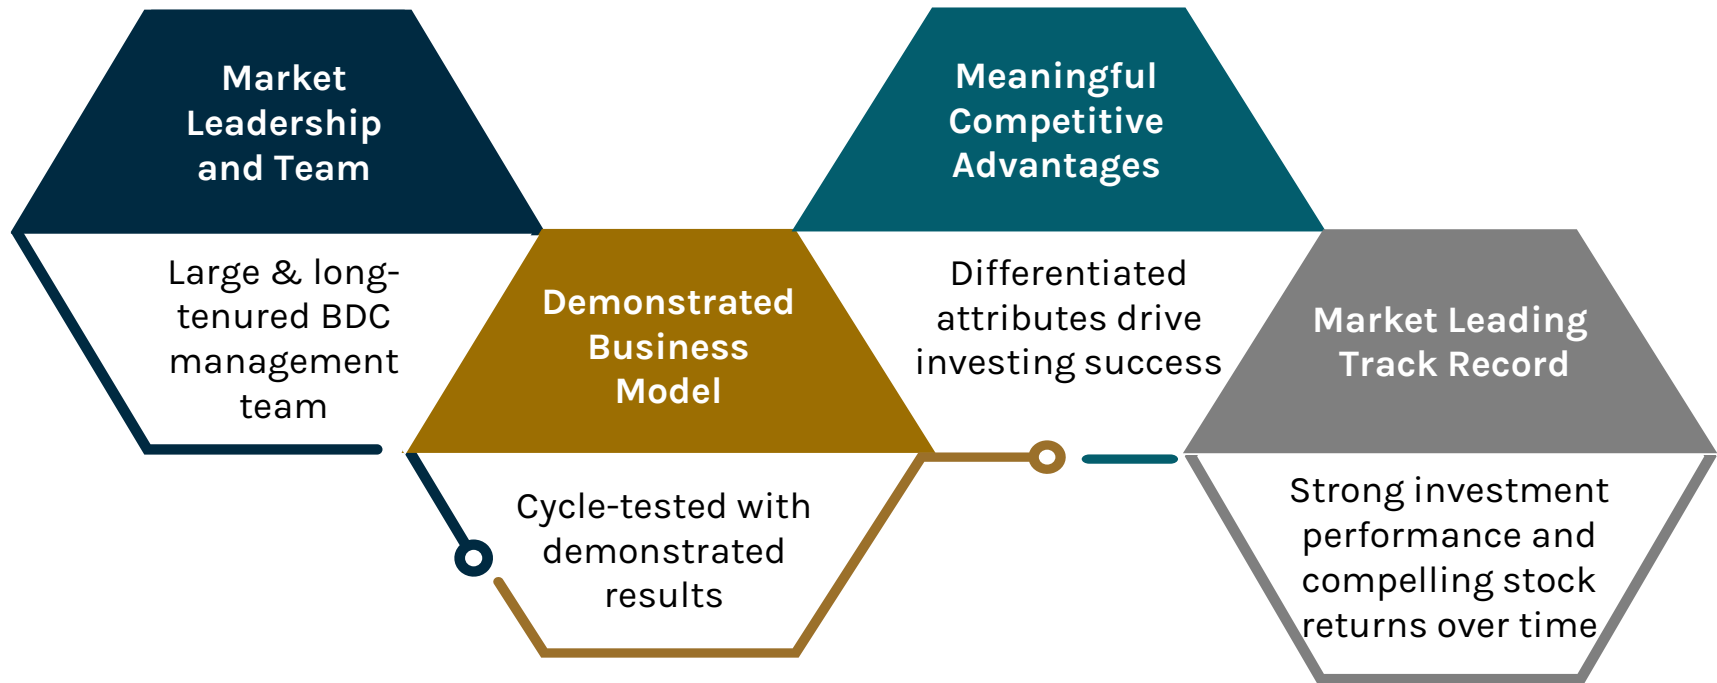 Market
Leadership
and Team
Large & long-
tenured BDC
management
team
Demonstrated
Business
Model
Cycle-tested with
demonstrated
results
Meaningful
Competitive
Advantages
Differentiated
attributes drive
investing success
Market Leading
Track Record
Strong investment
performance and
compelling stock
returns over time